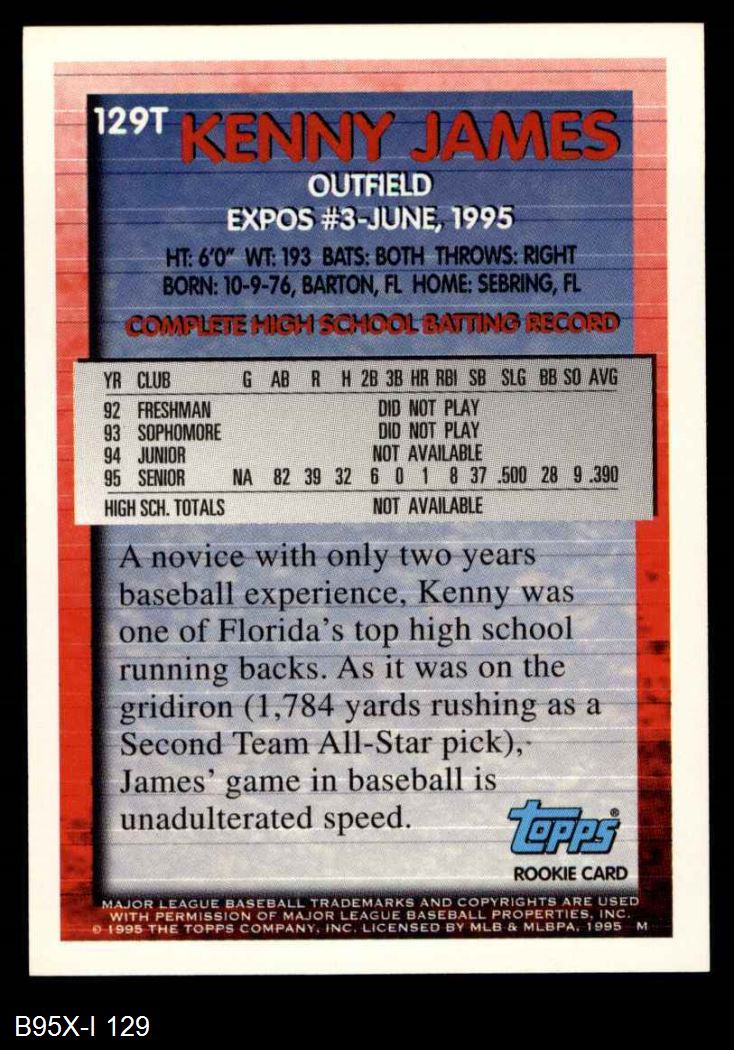 129T KENNY JAMES
OUTFIELD
EXPOS #3-JUNE, 1995
HT: 6'0" WT: 193 BATS: BOTH THROWS: RIGHT
BORN: 10-9-76, BARTON, FL HOME: SEBRING, FL
COMPLETE HIGH SCHOOL BATTING RECORD
YR CLUB G AB R H 2B 3B HR RBI SB SLG BB SO AVG
92 FRESHMAN DID NOT PLAY
93 SOPHOMORE DID NOT PLAY
94 JUNIOR NOT AVAILABLE
95 SENIOR NA 82 39 32 6 0 1 8 37 .500 28 9 .390
HIGH SCH. TOTALS NOT AVAILABLE
A novice with only two years
baseball experience, Kenny was
one of Florida's top high school
running backs. As it was on the
gridiron (1,784 yards rushing as a
Second Team All-Star pick),
James' game in baseball is
unadulterated speed.
Topps®
ROOKIE CARD
MAJOR LEAGUE BASEBALL TRADEMARKS AND COPYRIGHTS ARE USED
WITH PERMISSION OF MAJOR LEAGUE BASEBALL PROPERTIES, INC.
© 1995 THE TOPPS COMPANY, INC. LICENSED BY MLB & MLBPA, 1995 M
B95X-I 129